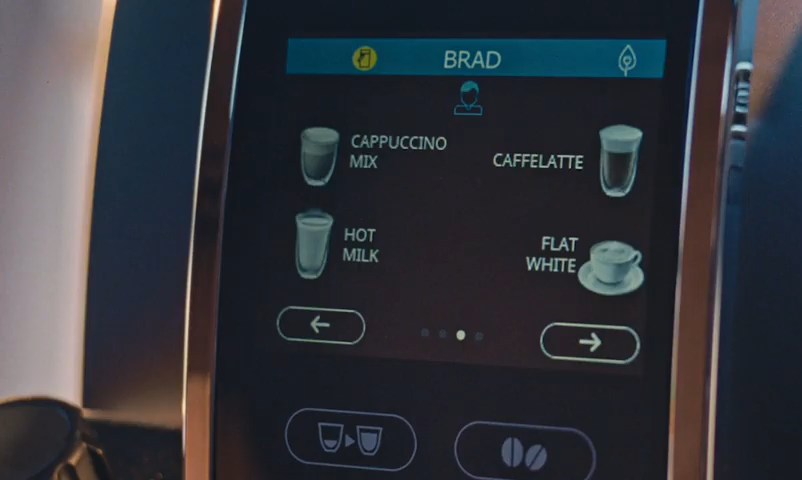 BRAD
CAPPUCCINO
MIX
CAFFELATTE
HOT
MILK
FLAT
WHITE